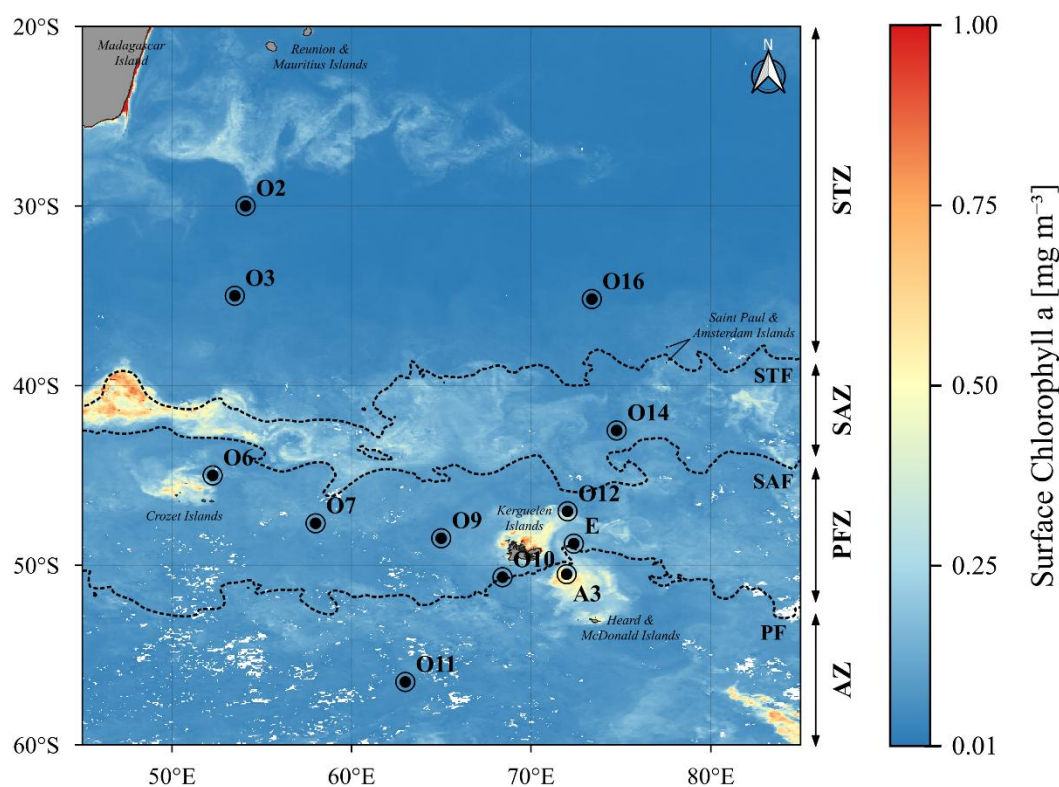 20°S
30°S
40°S
50°S
60°S
50°E
60°E
70°E
80°E
Madagascar
Island
Reunion &
Mauritius Islands
N
O2
O3
O16
Saint Paul &
Amsterdam Islands
STF
O14
O6
SAF
Crozet Islands
O7
O9
Kerguelen
Islands
O12
E
O10
A3
Heard &
McDonald Islands
PF
O11
STZ
SAZ
PFZ
AZ
1.00
0.75
0.50
0.25
0.01
Surface Chlorophyll a [mg m⁻³]